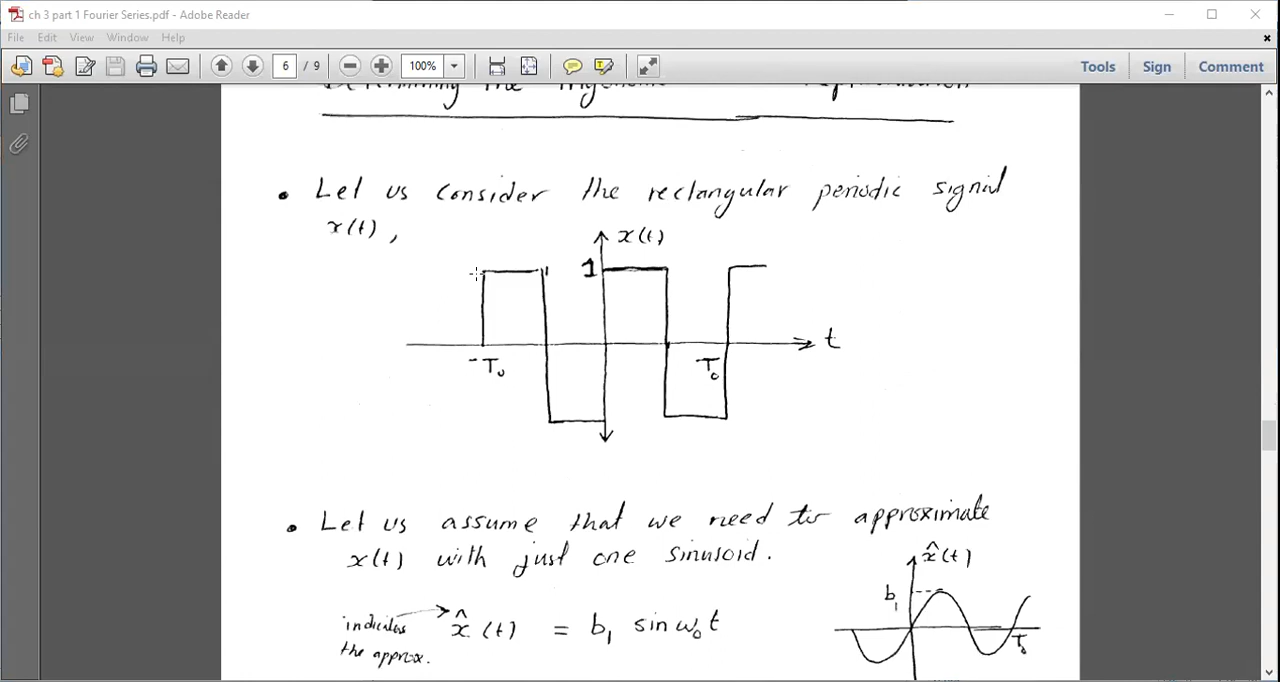 ch 3 part 1 Fourier Series.pdf - Adobe Reader
File Edit View Window Help
6 / 9 100% Tools Sign Comment
the
• Let us consider the rectangular periodic signal
x(t),
x(t)
1
t
-T₀ T₀
• Let us assume that we need to approximate
x(t) with just one sinusoid.
x̂(t)
b₁
indicates x̂(t) = b₁ sin ω₀t
T₀
the approx.